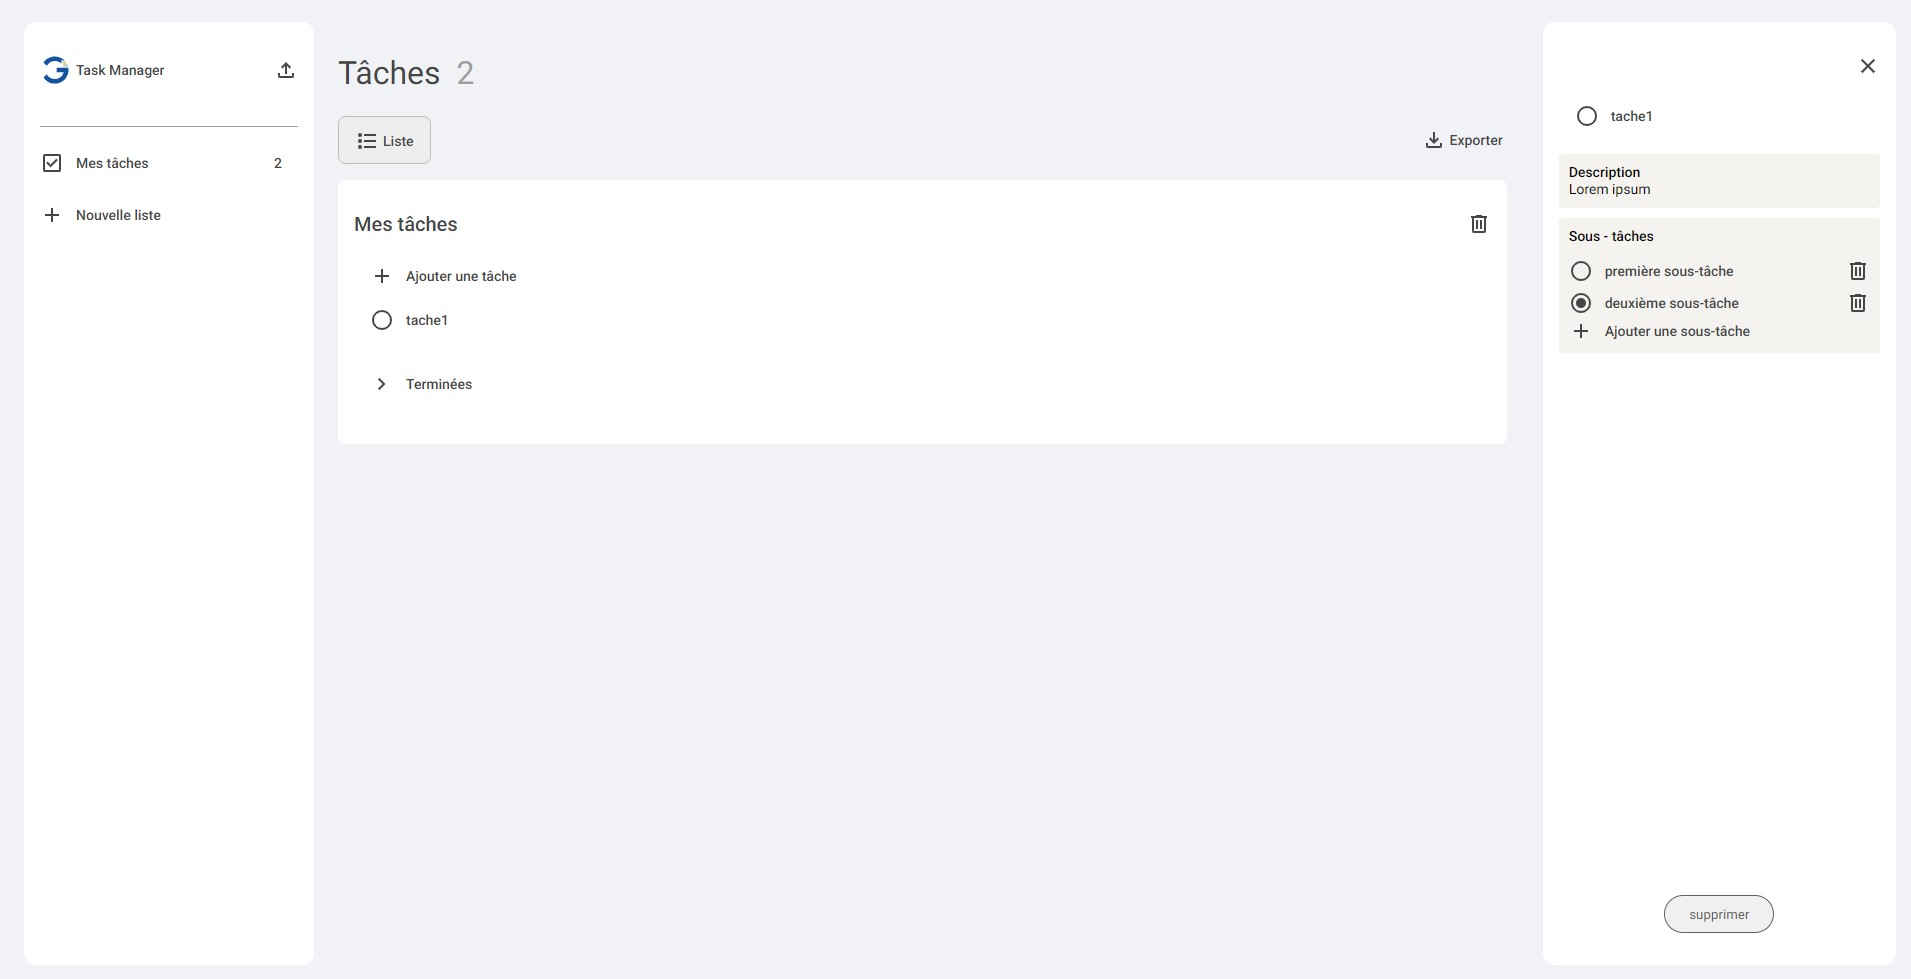 Task Manager
Mes tâches 2
Nouvelle liste
Tâches 2
Liste
Exporter
Mes tâches
Ajouter une tâche
tache1
Terminées
tache1
Description
Lorem ipsum
Sous - tâches
première sous-tâche
deuxième sous-tâche
Ajouter une sous-tâche
supprimer